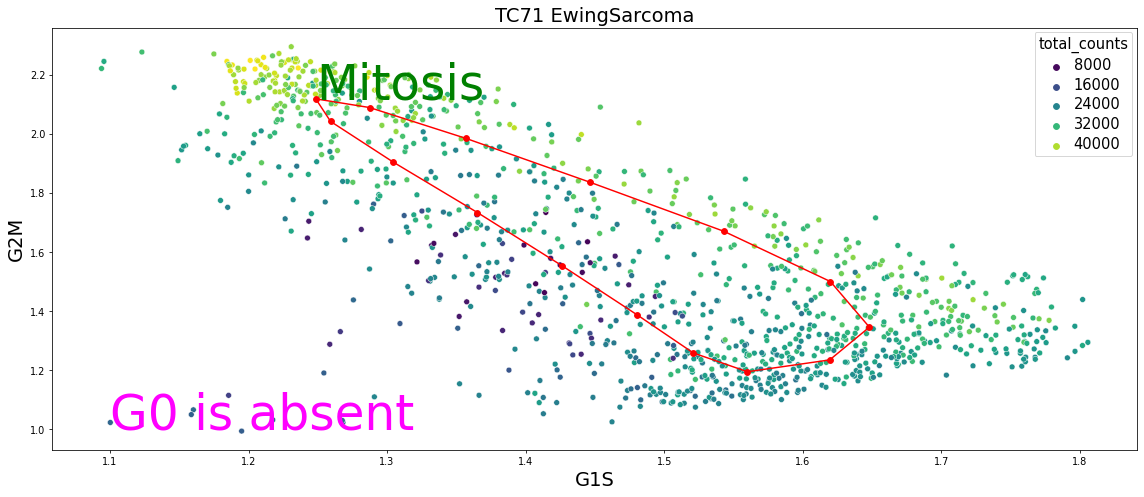 TC71 EwingSarcoma
total_counts
8000
16000
24000
32000
40000
Mitosis
G0 is absent
G2M
2.2
2.0
1.8
1.6
1.4
1.2
1.0
1.1 1.2 1.3 1.4 1.5 1.6 1.7 1.8
G1S